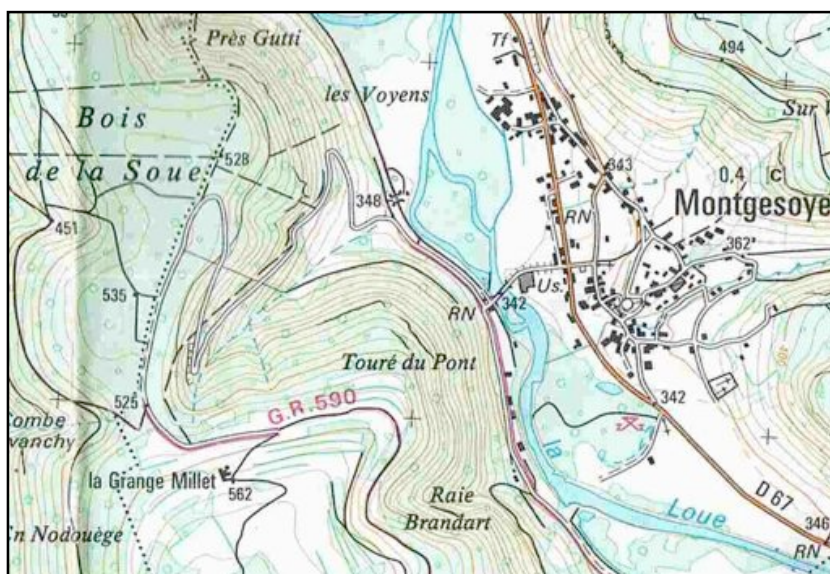 Près Gutti
Tf
494
les Voyens
Bois
de la Soue
528
Sur
343
0,4
C
348
RN
Montgesoye
451
362
535
Us.
RN
342
Touré du Pont
G.R.590
525
342
Combe
vanchy
la Grange Millet
562
la
Loue
D 67
Raie
Brandart
346
RN
En Nodouège